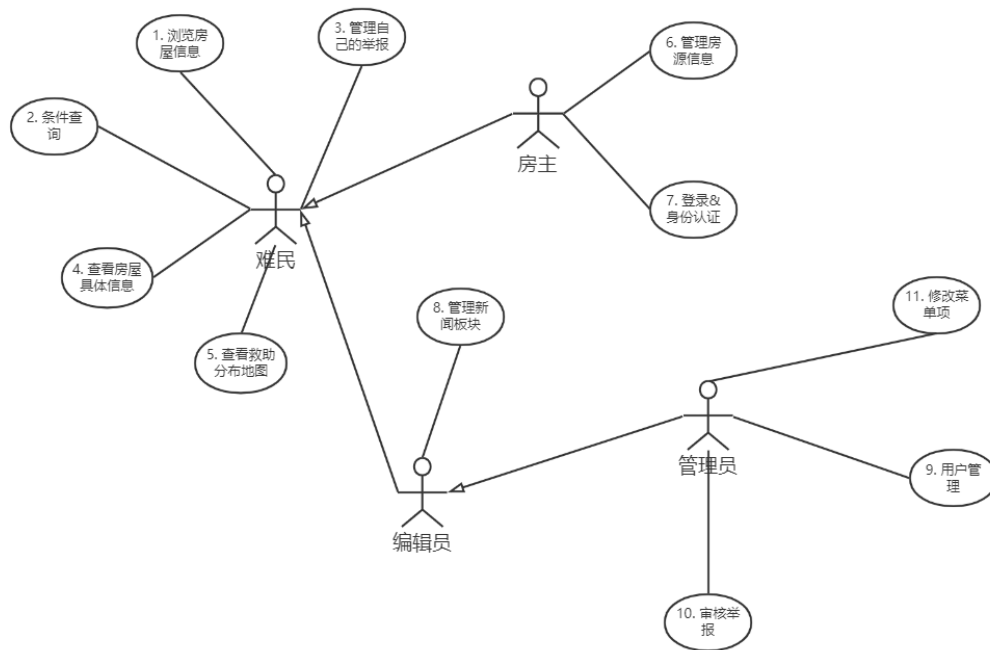 1. 浏览房
屋信息
3. 管理自
己的举报
6. 管理房
源信息
2. 条件查
询
房主
7. 登录&
身份认证
难民
4. 查看房屋
具体信息
8. 管理新
闻板块
11. 修改菜
单项
5. 查看救助
分布地图
管理员
9. 用户管
理
编辑员
10. 审核举
报